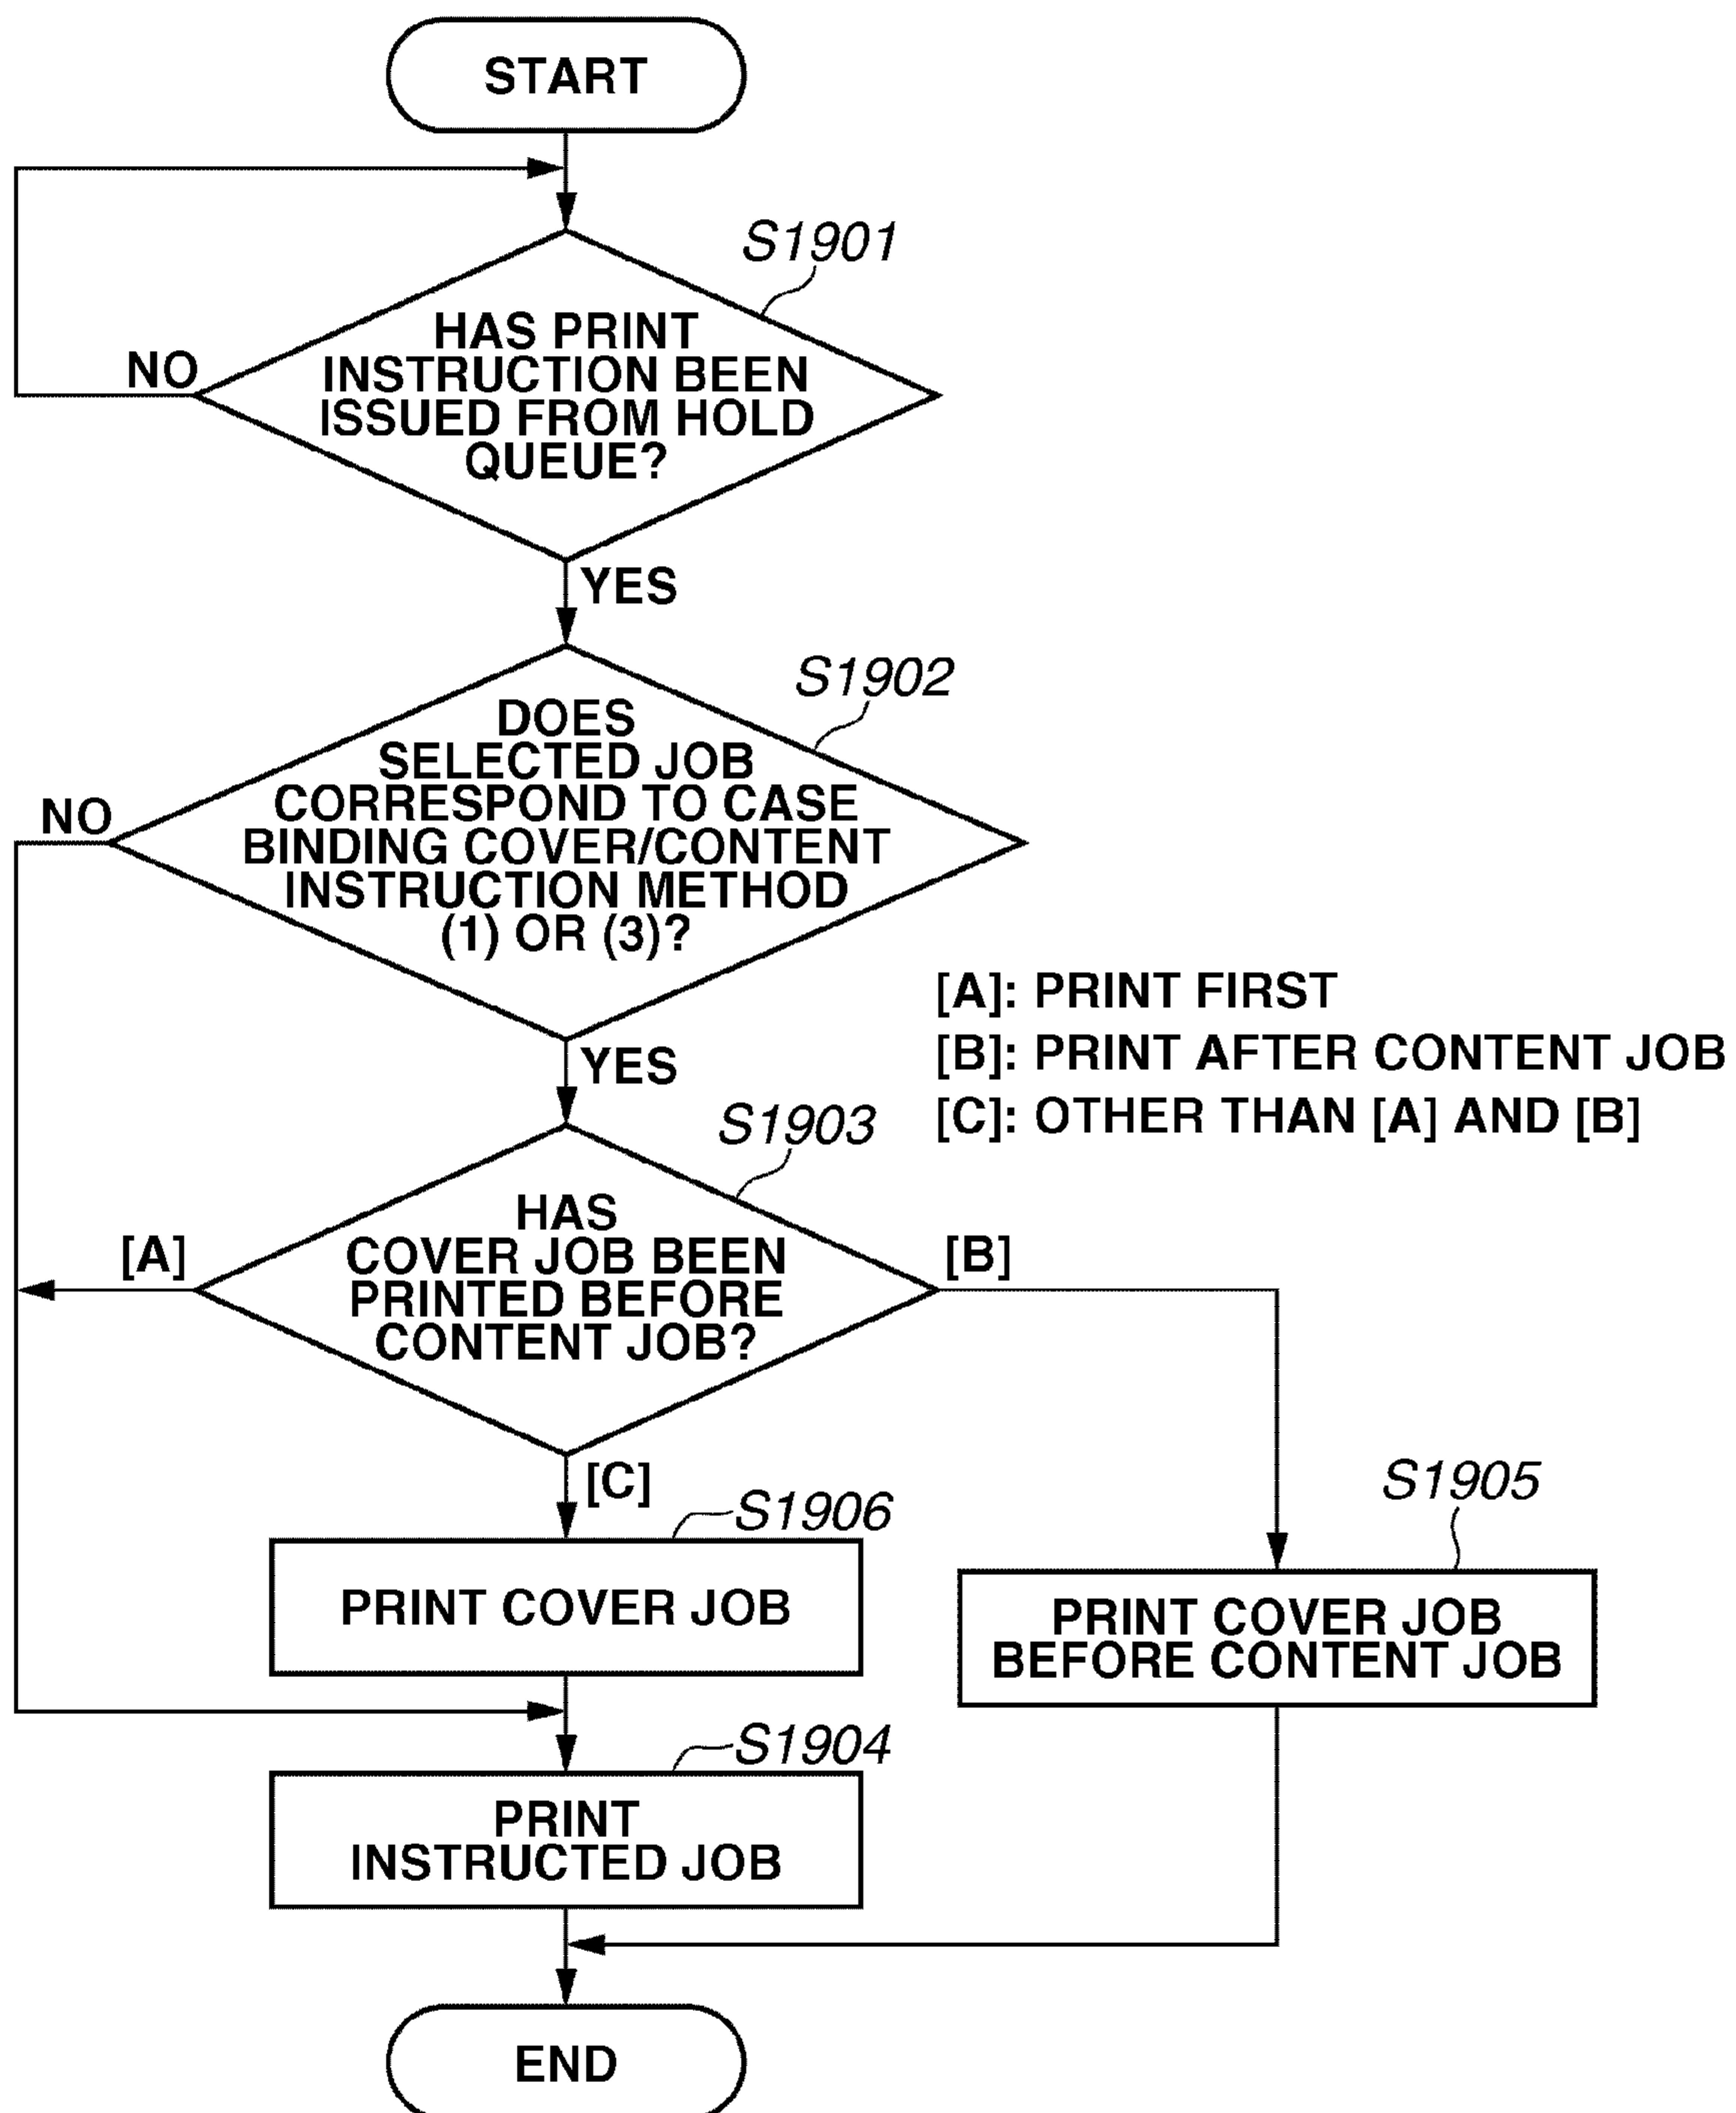 START
S1901
HAS PRINT
INSTRUCTION BEEN
ISSUED FROM HOLD
QUEUE?
NO
YES
S1902
DOES
SELECTED JOB
CORRESPOND TO CASE
BINDING COVER/CONTENT
INSTRUCTION METHOD
(1) OR (3)?
NO
YES
[A]: PRINT FIRST
[B]: PRINT AFTER CONTENT JOB
[C]: OTHER THAN [A] AND [B]
S1903
HAS
COVER JOB BEEN
PRINTED BEFORE
CONTENT JOB?
[A]
[B]
[C]
S1906
PRINT COVER JOB
S1905
PRINT COVER JOB
BEFORE CONTENT JOB
S1904
PRINT
INSTRUCTED JOB
END